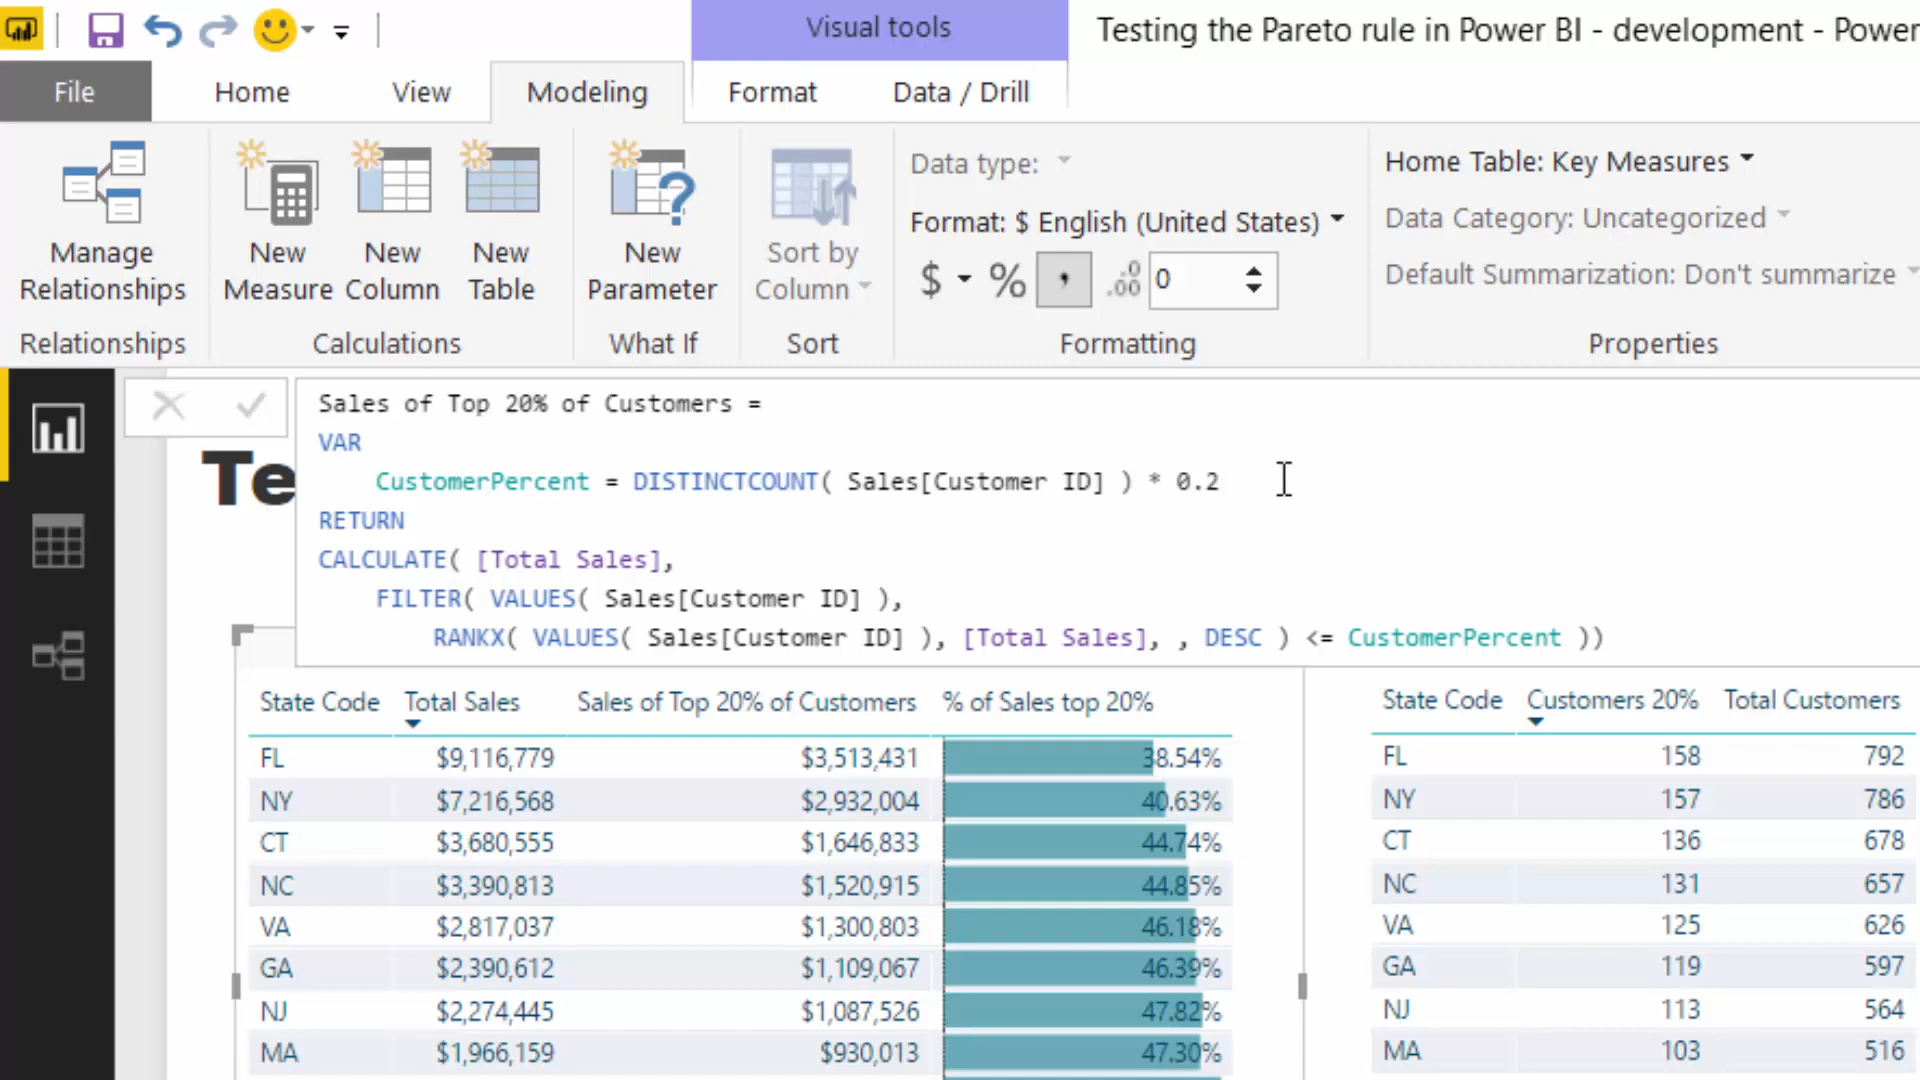 Visual tools
Testing the Pareto rule in Power BI - development - Power
File Home View Modeling Format Data / Drill
Manage Relationships
New Measure
New Column
New Table
New Parameter
Sort by Column
Data type:
Format: $ English (United States)
$ % , .00 0
Home Table: Key Measures
Data Category: Uncategorized
Default Summarization: Don't summarize
Relationships Calculations What If Sort Formatting Properties
Te
Sales of Top 20% of Customers =
VAR
CustomerPercent = DISTINCTCOUNT( Sales[Customer ID] ) * 0.2
RETURN
CALCULATE( [Total Sales],
FILTER( VALUES( Sales[Customer ID] ),
RANKX( VALUES( Sales[Customer ID] ), [Total Sales], , DESC ) <= CustomerPercent ))
State Code Total Sales Sales of Top 20% of Customers % of Sales top 20%
FL $9,116,779 $3,513,431 38.54%
NY $7,216,568 $2,932,004 40.63%
CT $3,680,555 $1,646,833 44.74%
NC $3,390,813 $1,520,915 44.85%
VA $2,817,037 $1,300,803 46.18%
GA $2,390,612 $1,109,067 46.39%
NJ $2,274,445 $1,087,526 47.82%
MA $1,966,159 $930,013 47.30%
State Code Customers 20% Total Customers
FL 158 792
NY 157 786
CT 136 678
NC 131 657
VA 125 626
GA 119 597
NJ 113 564
MA 103 516